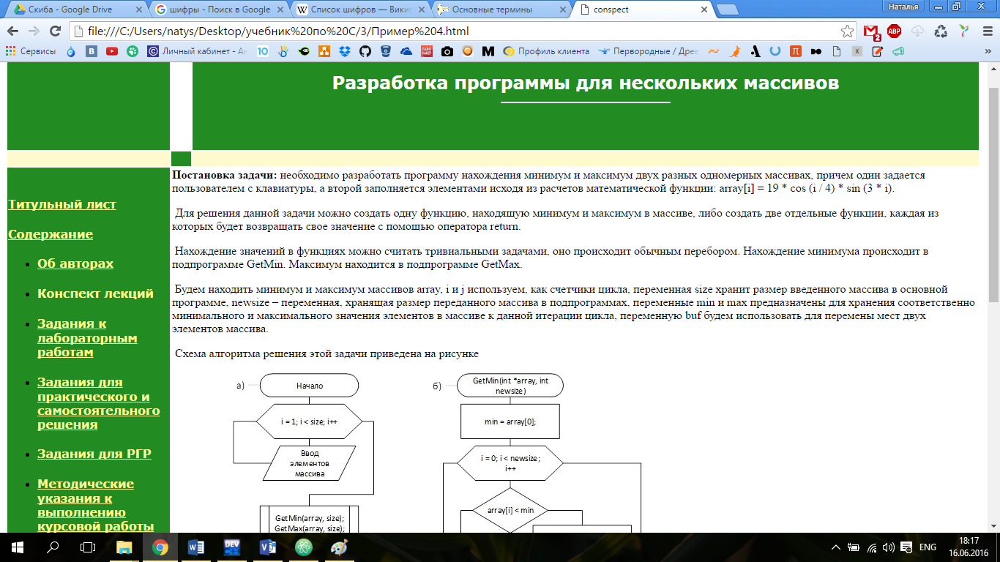 Скиба - Google Drive
шифры - Поиск в Google
Список шифров — Вики
Основные термины
conspect
Наталья
file:///C:/Users/natys/Desktop/учебник%20по%20C/3/Пример%204.html
2
ABP
Сервисы
Личный кабинет - А
10
Профиль клиента
Первородные / Древ
Разработка программы для нескольких массивов
Титульный лист
Содержание
Об авторах
Конспект лекций
Задания к
лабораторным
работам
Задания для
практического и
самостоятельного
решения
Задания для РГР
Методические
указания к
выполнению
курсовой работы
Постановка задачи: необходимо разработать программу нахождения минимум и максимум двух разных одномерных массивах, причем один задается
пользователем с клавиатуры, а второй заполняется элементами исходя из расчетов математической функции: array[i] = 19 * cos (i / 4) * sin (3 * i).
Для решения данной задачи можно создать одну функцию, находящую минимум и максимум в массиве, либо создать две отдельные функции, каждая из
которых будет возвращать свое значение с помощью оператора return.
Нахождение значений в функциях можно считать тривиальными задачами, оно происходит обычным перебором. Нахождение минимума происходит в
подпрограмме GetMin. Максимум находится в подпрограмме GetMax.
Будем находить минимум и максимум массивов array, i и j используем, как счетчики цикла, переменная size хранит размер введенного массива в основной
программе, newsize – переменная, хранящая размер переданного массива в подпрограммах, переменные min и max предназначены для хранения соответственно
минимального и максимального значения элементов в массиве к данной итерации цикла, переменную buf будем использовать для перемены мест двух
элементов массива.
Схема алгоритма решения этой задачи приведена на рисунке
а)
Начало
i = 1; i < size; i++
Ввод
элементов
массива
GetMin(array, size);
GetMax(array, size);
б)
GetMin(int *array, int
newsize)
min = array[0];
i = 0; i < newsize;
i++
array[i] < min
ENG
18:17
16.06.2016